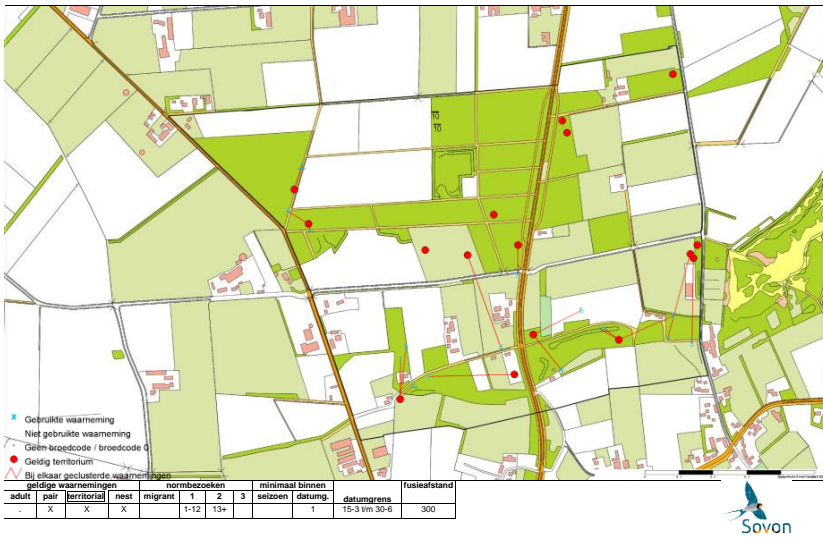 10
10
Gebruikte waarneming
Niet gebruikte waarneming
Geen broedcode / broedcode 0
Geldig territorium
Bij elkaar geclusterde waarnemingen
geldige waarnemingen normbezoeken minimaal binnen fusieafstand
adult pair territorial nest migrant 1 2 3 seizoen datumg. datumgrens
. X X X 1-12 13+ 1 15-3 t/m 30-6 300
Sovon